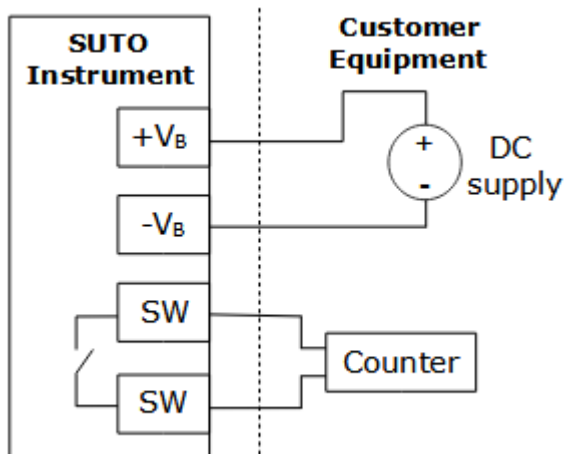 SUTO
Instrument
Customer
Equipment
+VB
+
-
DC
supply
-VB
SW
SW
Counter